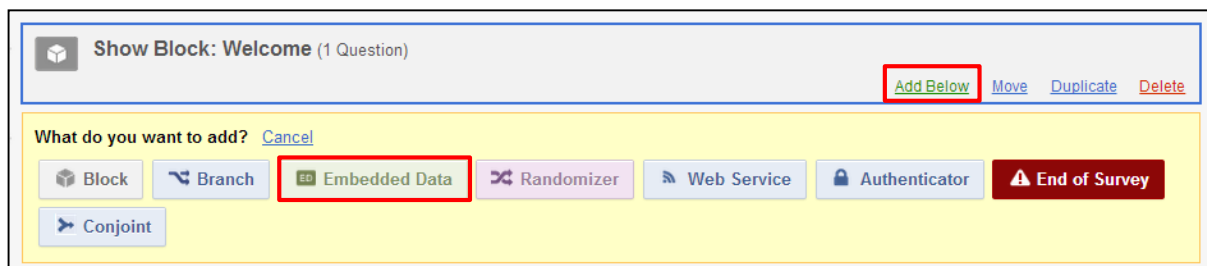 Show Block: Welcome (1 Question)
Add Below Move Duplicate Delete
What do you want to add? Cancel
Block Branch ED Embedded Data Randomizer Web Service Authenticator End of Survey
Conjoint